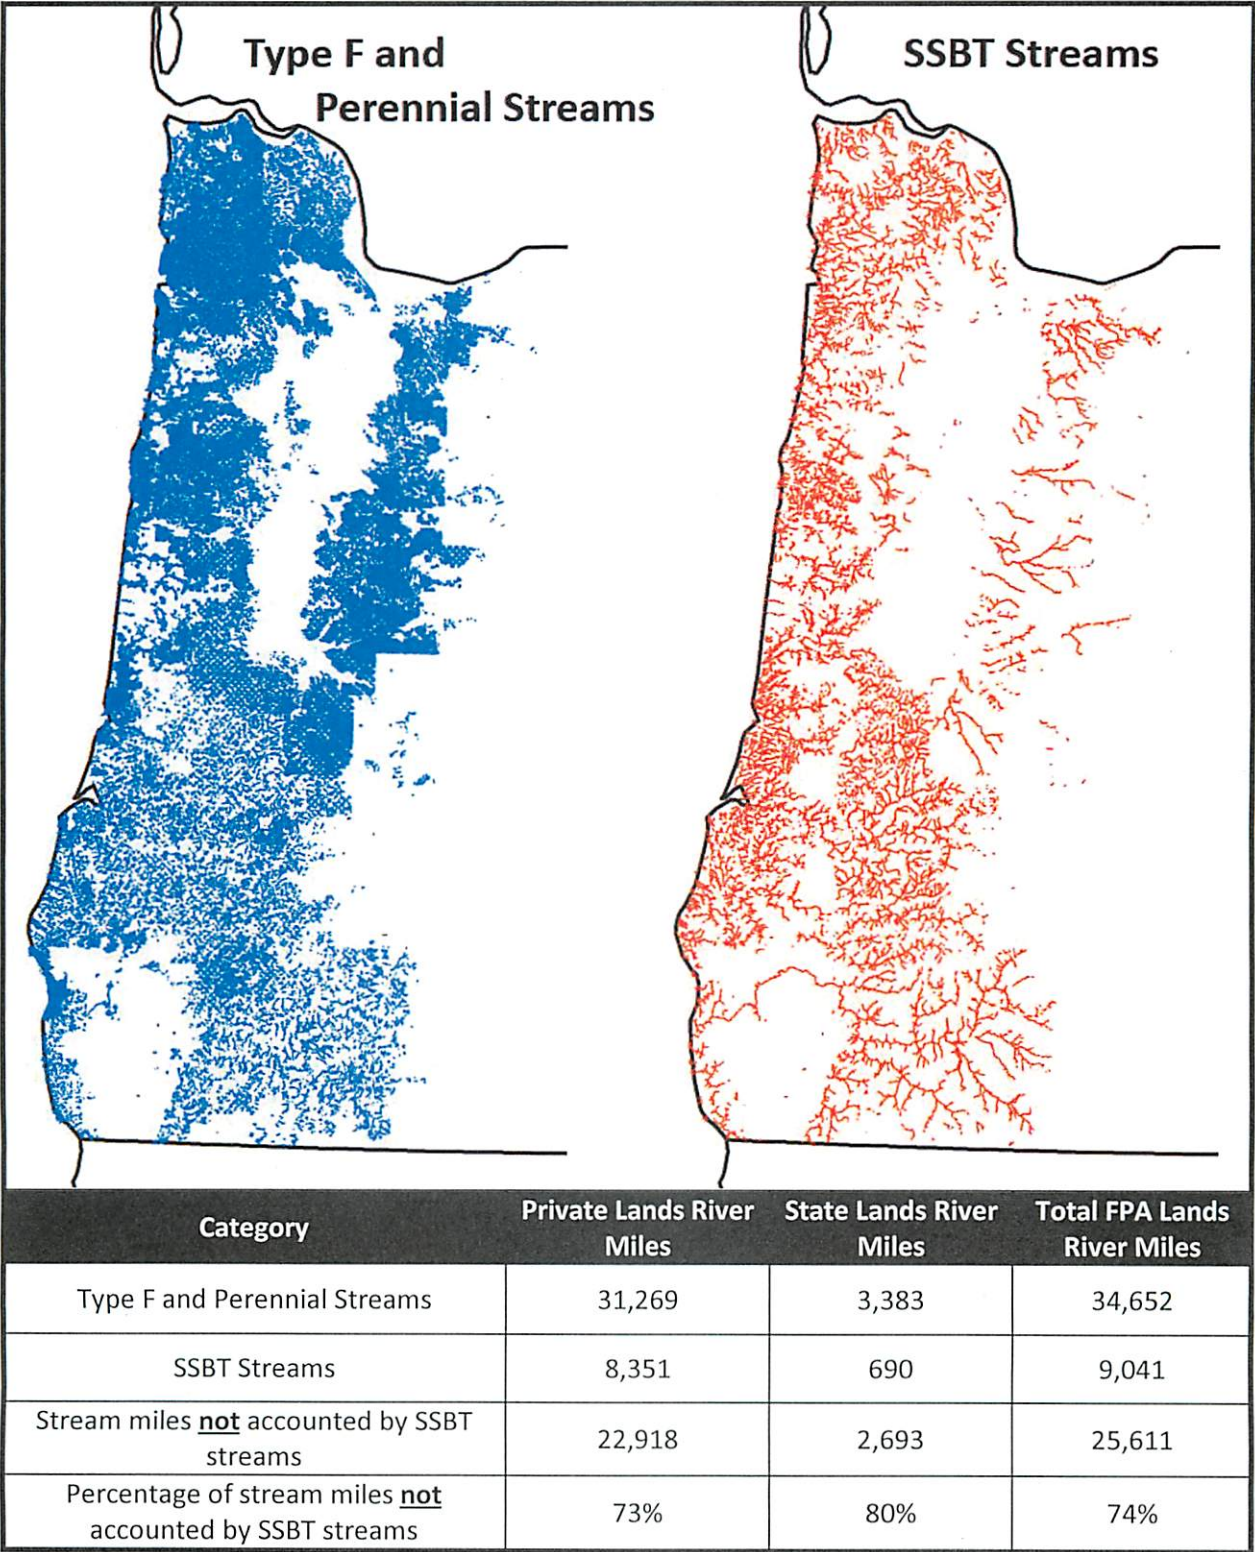 Type F and
Perennial Streams
SSBT Streams
Category
Private Lands River
Miles
State Lands River
Miles
Total FPA Lands
River Miles
Type F and Perennial Streams
31,269
3,383
34,652
SSBT Streams
8,351
690
9,041
Stream miles not accounted by SSBT
streams
22,918
2,693
25,611
Percentage of stream miles not
accounted by SSBT streams
73%
80%
74%